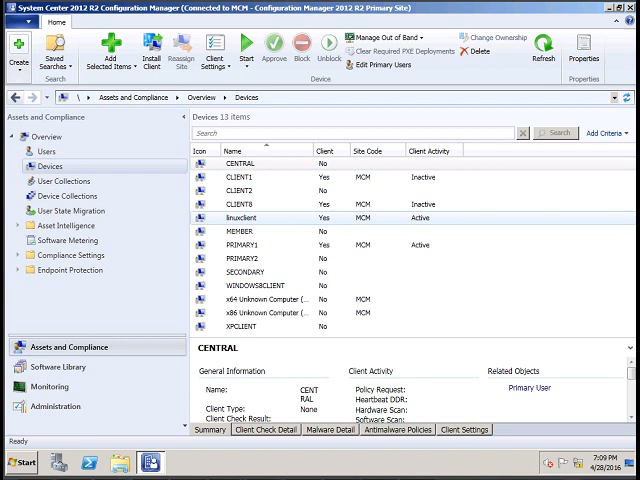 System Center 2012 R2 Configuration Manager (Connected to MCM - Configuration Manager 2012 R2 Primary Site)
Home
Create
Saved Searches
Add Selected Items
Install Client
Reassign Site
Client Settings
Start
Approve
Block
Unblock
Manage Out of Band
Clear Required PXE Deployments
Edit Primary Users
Change Ownership
Delete
Refresh
Properties
Search
Device
Properties
\ Assets and Compliance Overview Devices
Assets and Compliance
Overview
Users
Devices
User Collections
Device Collections
User State Migration
Asset Intelligence
Software Metering
Compliance Settings
Endpoint Protection
Assets and Compliance
Software Library
Monitoring
Administration
Devices 13 items
Search
Search
Add Criteria
Icon Name Client Site Code Client Activity
CENTRAL No
CLIENT1 Yes MCM Inactive
CLIENT2 No
CLIENT8 Yes MCM Inactive
linuxclient Yes MCM Active
MEMBER No
PRIMARY1 Yes MCM Active
PRIMARY2 No
SECONDARY No
WINDOWS8CLIENT No
x64 Unknown Computer (... No MCM
x86 Unknown Computer (... No MCM
XPCLIENT No
CENTRAL
General Information
Name: CENTRAL
Client Type: None
Client Check Result:
Client Activity
Policy Request:
Heartbeat DDR:
Hardware Scan:
Software Scan:
Related Objects
Primary User
Summary Client Check Detail Malware Detail Antimalware Policies Client Settings
Ready
Start
7:09 PM
4/28/2016